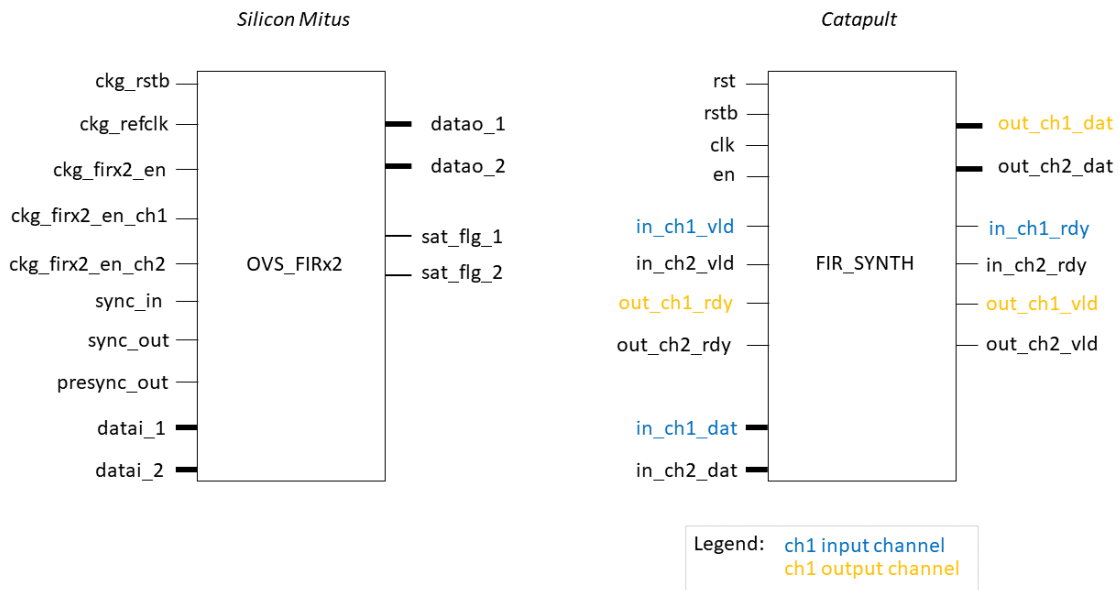 Silicon Mitus
ckg_rstb
ckg_refclk
ckg_firx2_en
ckg_firx2_en_ch1
ckg_firx2_en_ch2
sync_in
sync_out
presync_out
datai_1
datai_2
OVS_FIRx2
datao_1
datao_2
sat_flg_1
sat_flg_2
Catapult
rst
rstb
clk
en
in_ch1_vld
in_ch2_vld
out_ch1_rdy
out_ch2_rdy
in_ch1_dat
in_ch2_dat
FIR_SYNTH
out_ch1_dat
out_ch2_dat
in_ch1_rdy
in_ch2_rdy
out_ch1_vld
out_ch2_vld
Legend: ch1 input channel
ch1 output channel